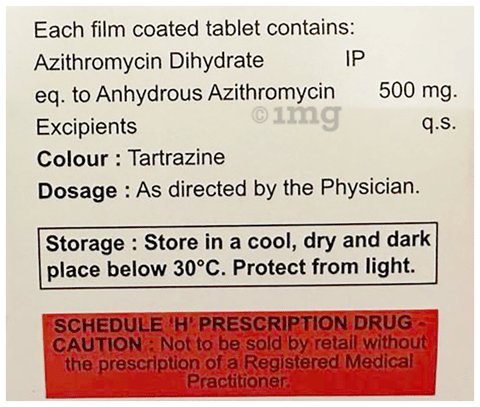 Each film coated tablet contains:
Azithromycin Dihydrate IP
eq. to Anhydrous Azithromycin 500 mg.
©1mg
Excipients q.s.
Colour : Tartrazine
Dosage : As directed by the Physician.
Storage : Store in a cool, dry and dark
place below 30°C. Protect from light.
SCHEDULE 'H' PRESCRIPTION DRUG -
CAUTION : Not to be sold by retail without
the prescription of a Registered Medical
Practitioner.